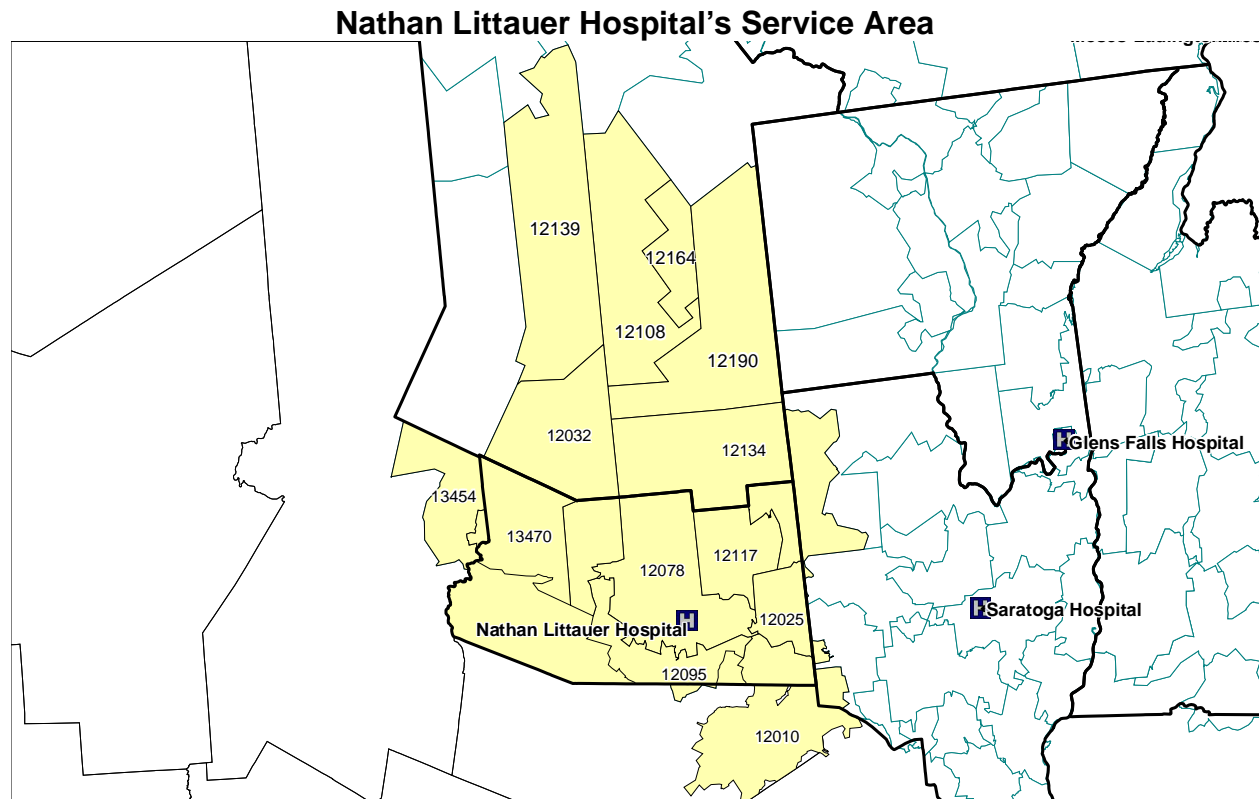 Nathan Littauer Hospital's Service Area
12139
12164
12108
12190
12032
12134
H
Glens Falls Hospital
13454
13470
12117
12078
H
Saratoga Hospital
H
Nathan Littauer Hospital
12025
12095
12010